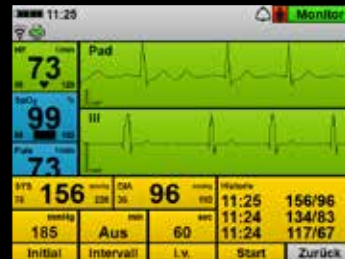 11:25 Monitor
HF
73
Pad
SpO₂ %
99
III
Puls
73
SYS 156 DIA 96 Historie
11:25 156/96
11:24 134/83
11:24 117/67
mmHg min sec
185 Aus 60
Initial Intervall i.v. Start Zurück